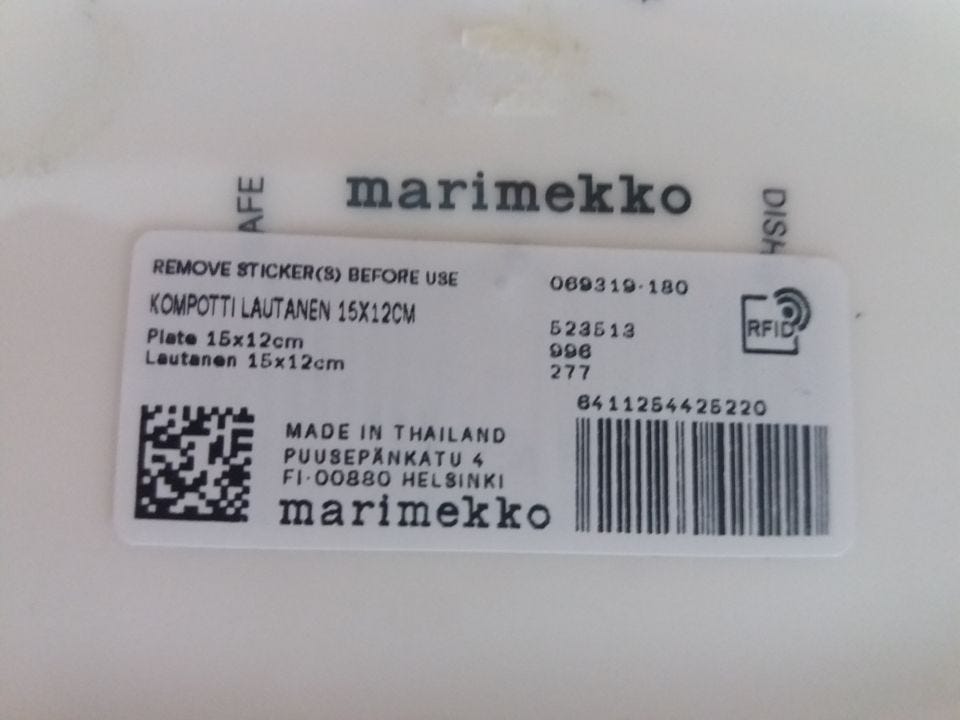 marimekko
AFE
DISH
REMOVE STICKER(S) BEFORE USE
KOMPOTTI LAUTANEN 15X12CM
Plate 15x12cm
Lautanen 15x12cm
069319-180
523513
996
277
RFID
6411254425220
MADE IN THAILAND
PUUSEPÄNKATU 4
FI-00880 HELSINKI
marimekko